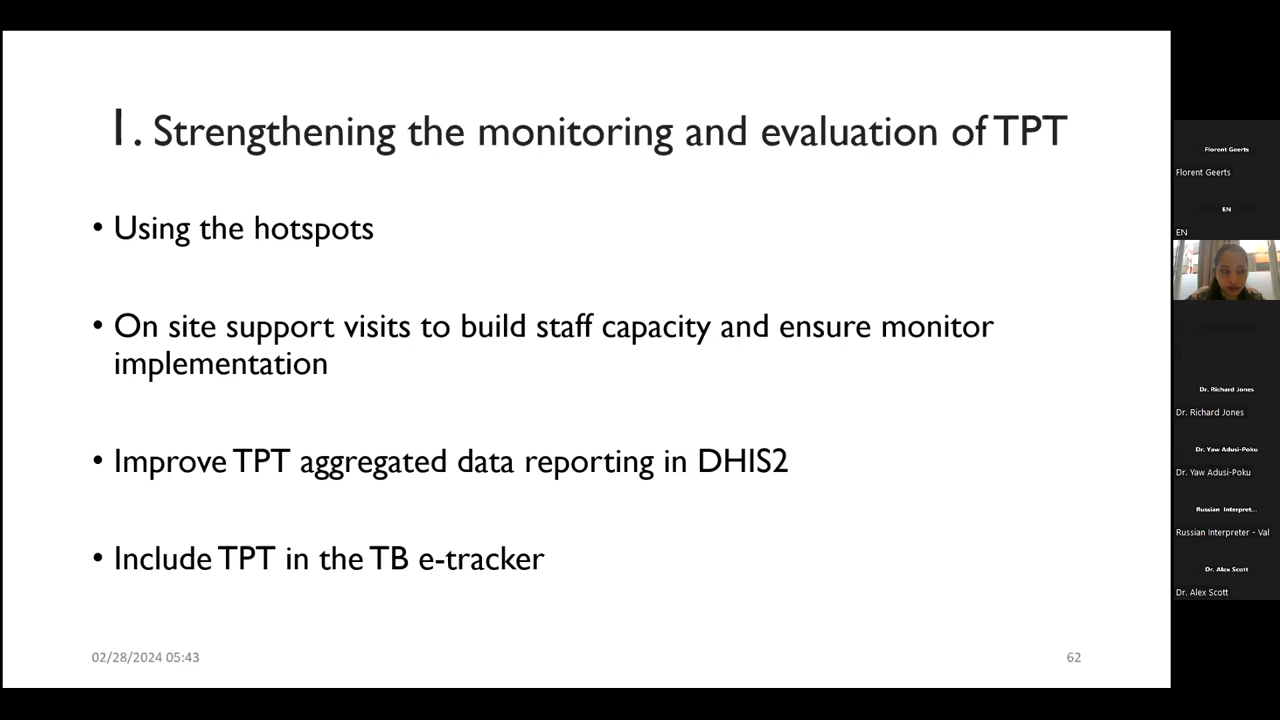 1. Strengthening the monitoring and evaluation of TPT
• Using the hotspots
• On site support visits to build staff capacity and ensure monitor
implementation
• Improve TPT aggregated data reporting in DHIS2
• Include TPT in the TB e-tracker
02/28/2024 05:43
62
Florent Geerts
Florent Geerts
EN
EN
Dr. Richard Jones
Dr. Richard Jones
Dr. Yaw Adusi-Poku
Dr. Yaw Adusi-Poku
Russian Interpret...
Russian Interpreter - Val
Dr. Alex Scott
Dr. Alex Scott